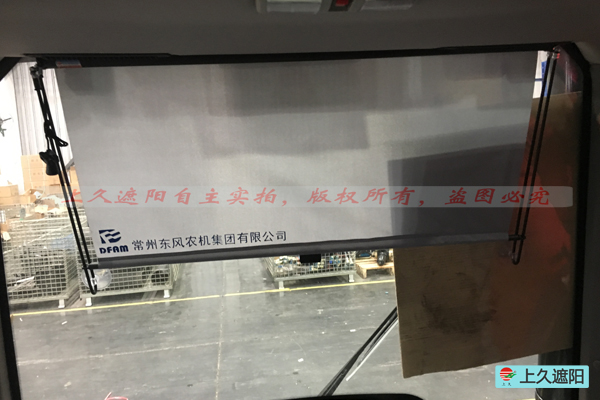 上久遮阳自主实拍，版权所有，盗图必究
DFAM 常州东风农机集团有限公司
上久遮阳